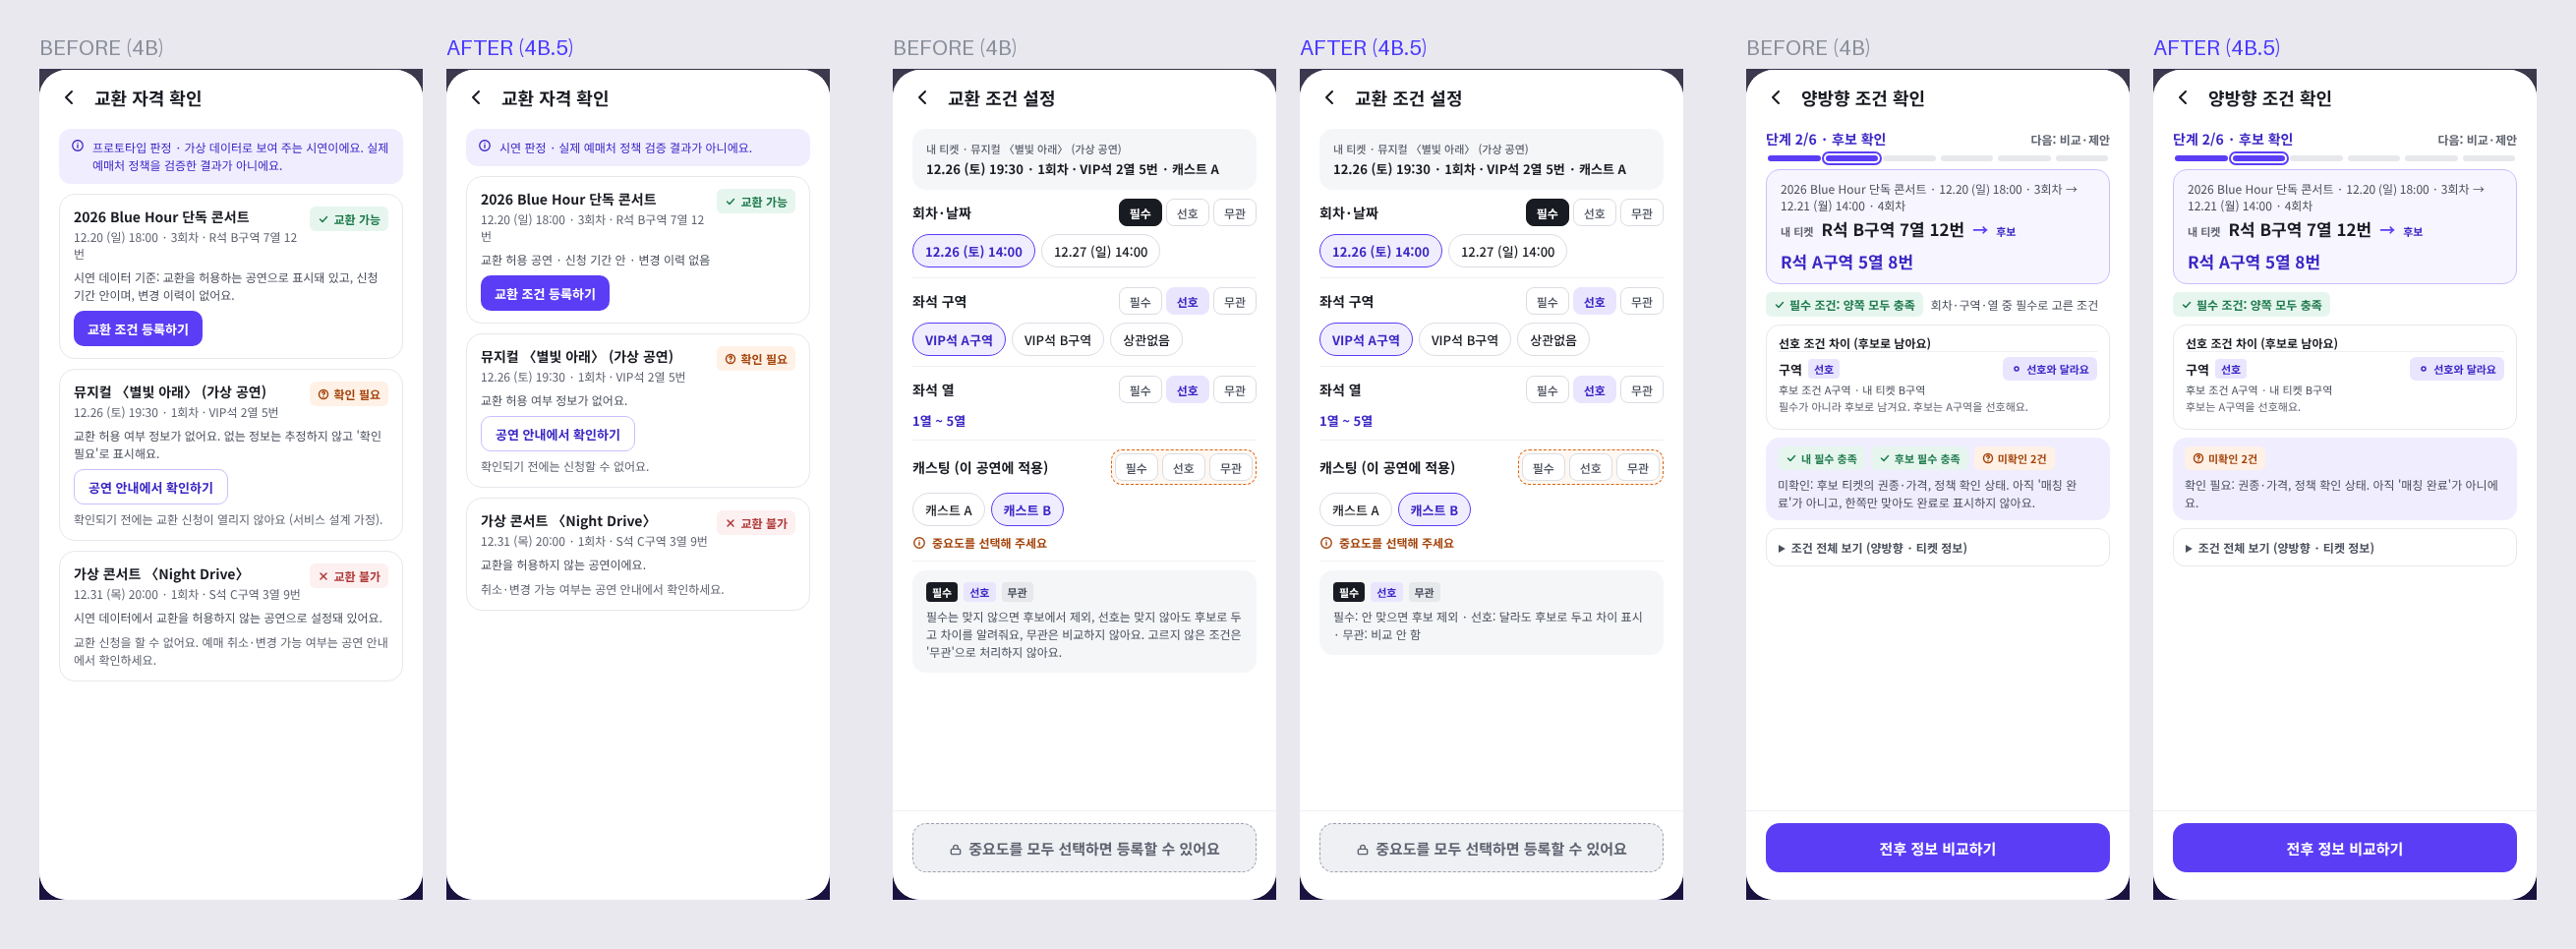 BEFORE (4B)
교환 자격 확인
프로토타입 판정 · 가상 데이터로 보여 주는 시연이에요. 실제
예매처 정책을 검증한 결과가 아니에요.
2026 Blue Hour 단독 콘서트
교환 가능
12.20 (일) 18:00 · 3회차 · R석 B구역 7열 12
번
시연 데이터 기준: 교환을 허용하는 공연으로 표시돼 있고, 신청
기간 안이며, 변경 이력이 없어요.
교환 조건 등록하기
뮤지컬 〈별빛 아래〉 (가상 공연)
확인 필요
12.26 (토) 19:30 · 1회차 · VIP석 2열 5번
교환 허용 여부 정보가 없어요. 없는 정보는 추정하지 않고 '확인
필요'로 표시해요.
공연 안내에서 확인하기
확인되기 전에는 교환 신청이 열리지 않아요 (서비스 설계 가정).
가상 콘서트 〈Night Drive〉
교환 불가
12.31 (목) 20:00 · 1회차 · S석 C구역 3열 9번
시연 데이터에서 교환을 허용하지 않는 공연으로 설정돼 있어요.
교환 신청을 할 수 없어요. 예매 취소·변경 가능 여부는 공연 안내
에서 확인하세요.
AFTER (4B.5)
교환 자격 확인
시연 판정 · 실제 예매처 정책 검증 결과가 아니에요.
2026 Blue Hour 단독 콘서트
교환 가능
12.20 (일) 18:00 · 3회차 · R석 B구역 7열 12
번
교환 허용 공연 · 신청 기간 안 · 변경 이력 없음
교환 조건 등록하기
뮤지컬 〈별빛 아래〉 (가상 공연)
확인 필요
12.26 (토) 19:30 · 1회차 · VIP석 2열 5번
교환 허용 여부 정보가 없어요.
공연 안내에서 확인하기
확인되기 전에는 신청할 수 없어요.
가상 콘서트 〈Night Drive〉
교환 불가
12.31 (목) 20:00 · 1회차 · S석 C구역 3열 9번
교환을 허용하지 않는 공연이에요.
취소·변경 가능 여부는 공연 안내에서 확인하세요.
BEFORE (4B)
교환 조건 설정
내 티켓 · 뮤지컬 〈별빛 아래〉 (가상 공연)
12.26 (토) 19:30 · 1회차 · VIP석 2열 5번 · 캐스트 A
회차·날짜
필수 선호 무관
12.26 (토) 14:00 12.27 (일) 14:00
좌석 구역
필수 선호 무관
VIP석 A구역 VIP석 B구역 상관없음
좌석 열
필수 선호 무관
1열 ~ 5열
캐스팅 (이 공연에 적용)
필수 선호 무관
캐스트 A 캐스트 B
중요도를 선택해 주세요
필수 선호 무관
필수는 맞지 않으면 후보에서 제외, 선호는 맞지 않아도 후보로 두
고 차이를 알려줘요, 무관은 비교하지 않아요. 고르지 않은 조건은
'무관'으로 처리하지 않아요.
중요도를 모두 선택하면 등록할 수 있어요
AFTER (4B.5)
교환 조건 설정
내 티켓 · 뮤지컬 〈별빛 아래〉 (가상 공연)
12.26 (토) 19:30 · 1회차 · VIP석 2열 5번 · 캐스트 A
회차·날짜
필수 선호 무관
12.26 (토) 14:00 12.27 (일) 14:00
좌석 구역
필수 선호 무관
VIP석 A구역 VIP석 B구역 상관없음
좌석 열
필수 선호 무관
1열 ~ 5열
캐스팅 (이 공연에 적용)
필수 선호 무관
캐스트 A 캐스트 B
중요도를 선택해 주세요
필수 선호 무관
필수: 안 맞으면 후보 제외 · 선호: 달라도 후보로 두고 차이 표시
· 무관: 비교 안 함
중요도를 모두 선택하면 등록할 수 있어요
BEFORE (4B)
양방향 조건 확인
단계 2/6 · 후보 확인
다음: 비교·제안
2026 Blue Hour 단독 콘서트 · 12.20 (일) 18:00 · 3회차 →
12.21 (월) 14:00 · 4회차
내 티켓 R석 B구역 7열 12번 → 후보
R석 A구역 5열 8번
필수 조건: 양쪽 모두 충족 회차·구역·열 중 필수로 고른 조건
선호 조건 차이 (후보로 남아요)
구역 선호
선호와 달라요
후보 조건 A구역 · 내 티켓 B구역
필수가 아니라 후보로 남겨요. 후보는 A구역을 선호해요.
내 필수 충족 후보 필수 충족 미확인 2건
미확인: 후보 티켓의 권종·가격, 정책 확인 상태. 아직 '매칭 완
료'가 아니고, 한쪽만 맞아도 완료로 표시하지 않아요.
▶ 조건 전체 보기 (양방향 · 티켓 정보)
전후 정보 비교하기
AFTER (4B.5)
양방향 조건 확인
단계 2/6 · 후보 확인
다음: 비교·제안
2026 Blue Hour 단독 콘서트 · 12.20 (일) 18:00 · 3회차 →
12.21 (월) 14:00 · 4회차
내 티켓 R석 B구역 7열 12번 → 후보
R석 A구역 5열 8번
필수 조건: 양쪽 모두 충족
선호 조건 차이 (후보로 남아요)
구역 선호
선호와 달라요
후보 조건 A구역 · 내 티켓 B구역
후보는 A구역을 선호해요.
미확인 2건
확인 필요: 권종·가격, 정책 확인 상태. 아직 '매칭 완료'가 아니에
요.
▶ 조건 전체 보기 (양방향 · 티켓 정보)
전후 정보 비교하기